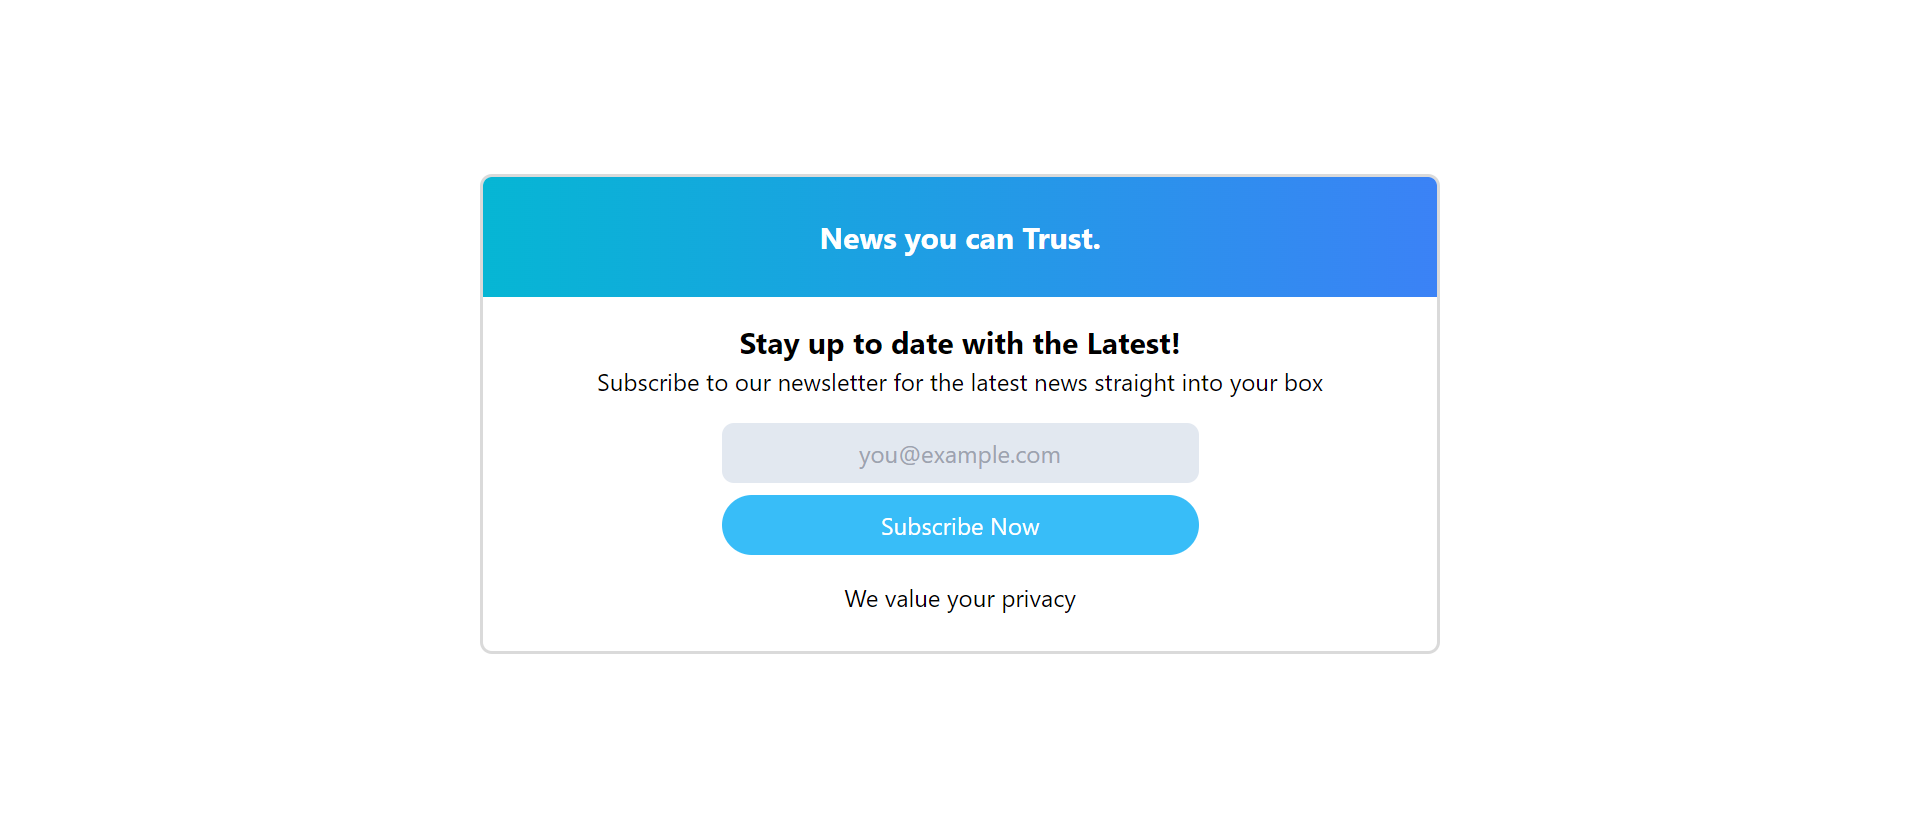 News you can Trust.
Stay up to date with the Latest!
Subscribe to our newsletter for the latest news straight into your box
you@example.com
Subscribe Now
We value your privacy